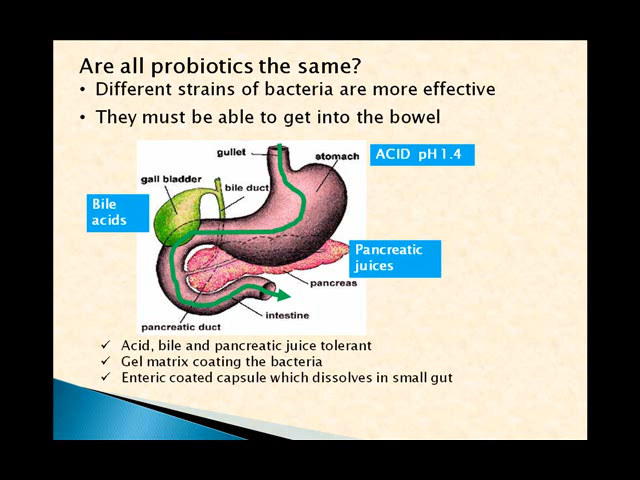 Are all probiotics the same?
• Different strains of bacteria are more effective
• They must be able to get into the bowel
gullet
stomach
ACID pH 1.4
gall bladder
bile duct
Bile
acids
Pancreatic
juices
pancreas
intestine
pancreatic duct
✓ Acid, bile and pancreatic juice tolerant
✓ Gel matrix coating the bacteria
✓ Enteric coated capsule which dissolves in small gut